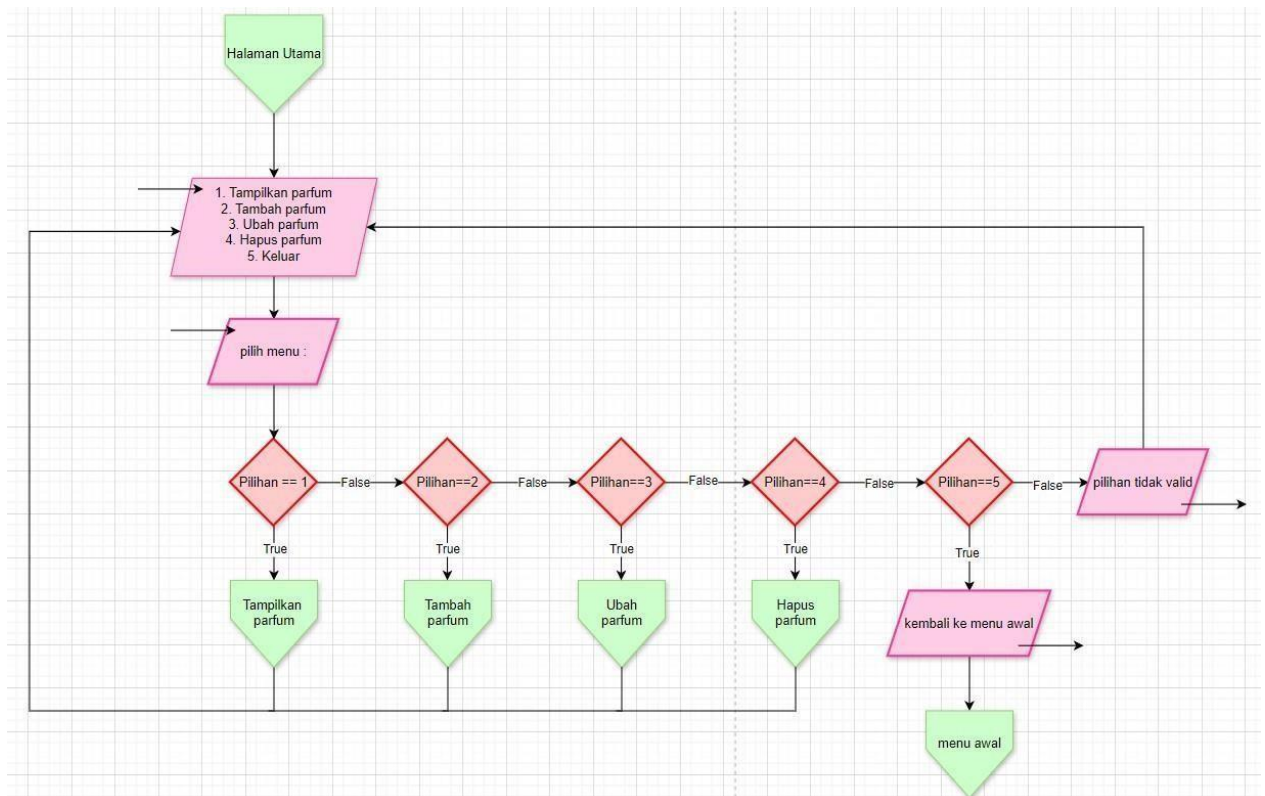 Halaman Utama
1. Tampilkan parfum
2. Tambah parfum
3. Ubah parfum
4. Hapus parfum
5. Keluar
pilih menu :
Pilihan == 1
False
Pilihan==2
False
Pilihan==3
False
Pilihan==4
False
Pilihan==5
False
pilihan tidak valid
True
True
True
True
True
Tampilkan
parfum
Tambah
parfum
Ubah
parfum
Hapus
parfum
kembali ke menu awal
menu awal